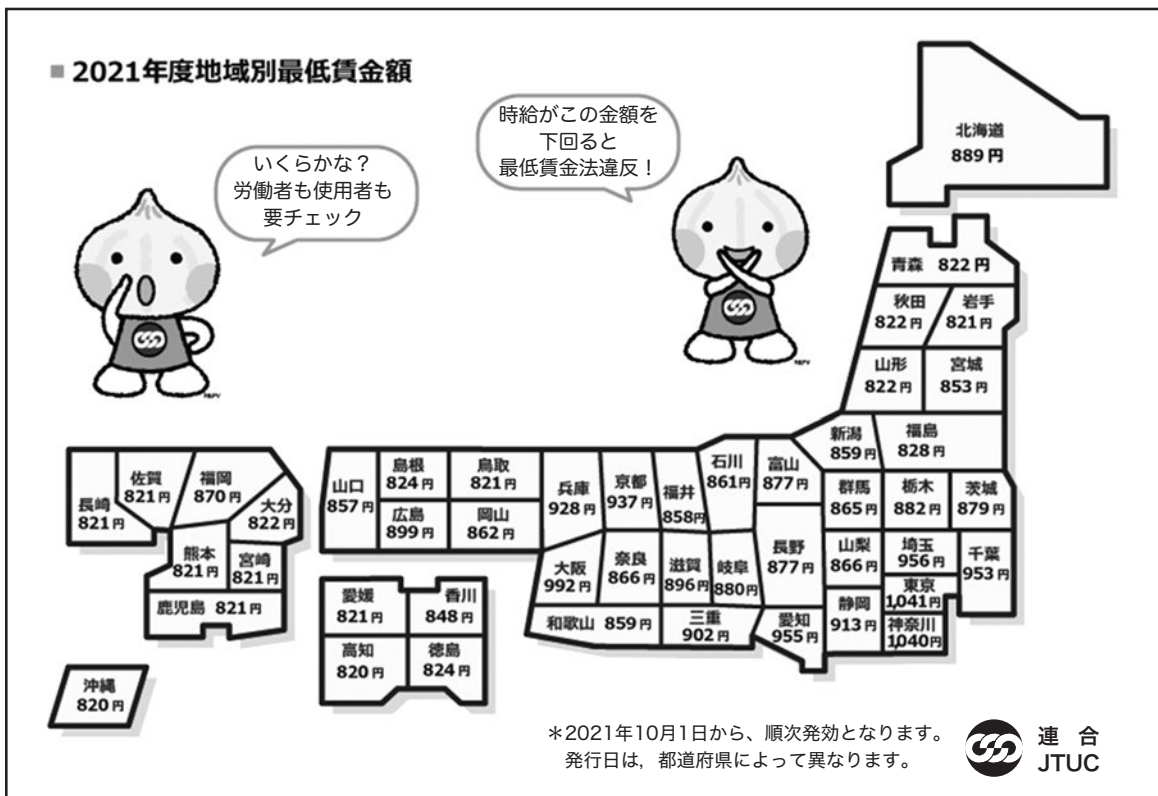 ■ 2021年度地域別最低賃金額
いくらかな？
労働者も使用者も
要チェック
時給がこの金額を
下回ると
最低賃金法違反！
北海道
889円
青森 822円
秋田
822円
岩手
821円
山形
822円
宮城
853円
新潟
859円
福島
828円
群馬
865円
栃木
882円
茨城
879円
山梨
866円
埼玉
956円
千葉
953円
東京
1,041円
神奈川
1,040円
静岡
913円
富山
877円
長野
877円
愛知
955円
石川
861円
福井
858円
岐阜
880円
滋賀
896円
三重
902円
京都
937円
奈良
866円
兵庫
928円
大阪
992円
和歌山 859円
鳥取
821円
岡山
862円
島根
824円
広島
899円
山口
857円
愛媛
821円
香川
848円
高知
820円
徳島
824円
長崎
821円
佐賀
821円
福岡
870円
大分
822円
熊本
821円
宮崎
821円
鹿児島 821円
沖縄
820円
＊2021年10月1日から、順次発効となります。
発行日は，都道府県によって異なります。
連合
JTUC